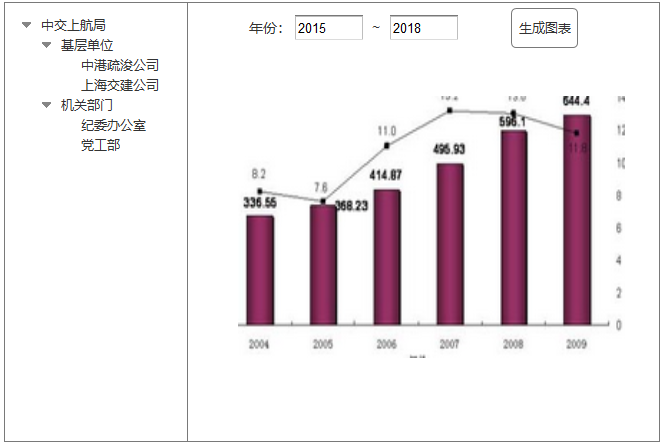 中交上航局
基层单位
中港疏浚公司
上海交建公司
机关部门
纪委办公室
党工部
年份： 2015 ~ 2018 生成图表
644.4 14
596.1 12
11.0 11.8
495.93 10
8.2 7.6 414.87 8
336.55 368.23 6
4
2
0
2004 2005 2006 2007 2008 2009